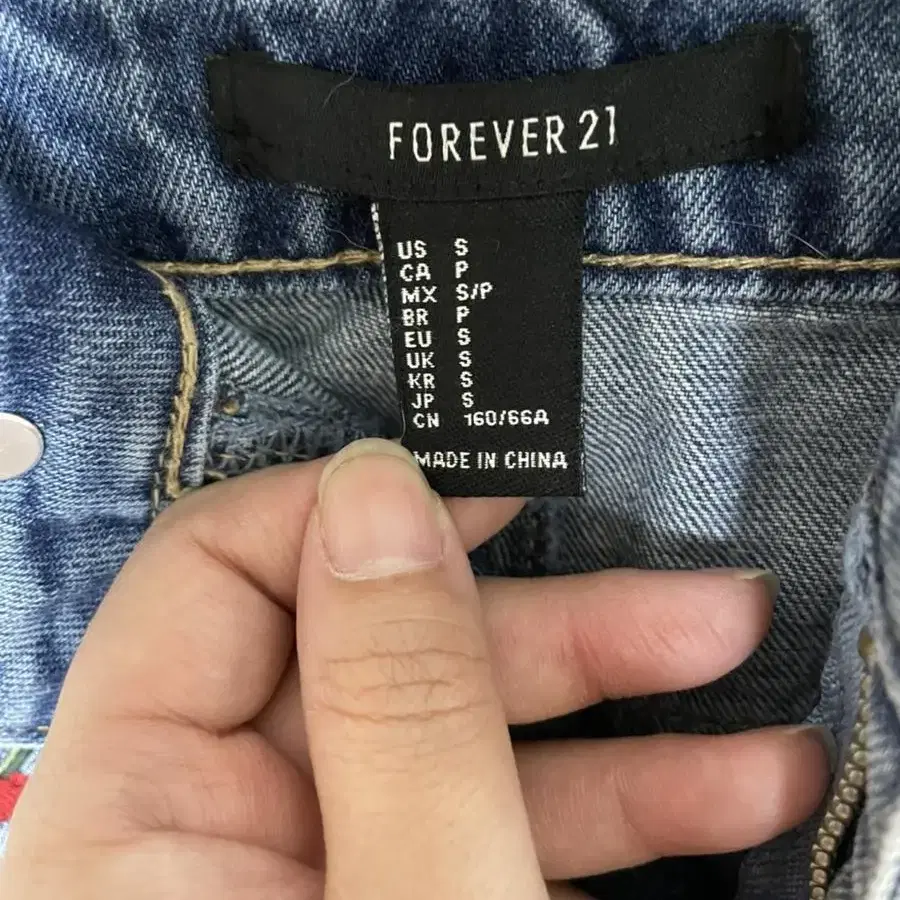 FOREVER 21
US S
CA P
MX S/P
BR P
EU S
UK S
KR S
JP S
CN 160/66A
MADE IN CHINA